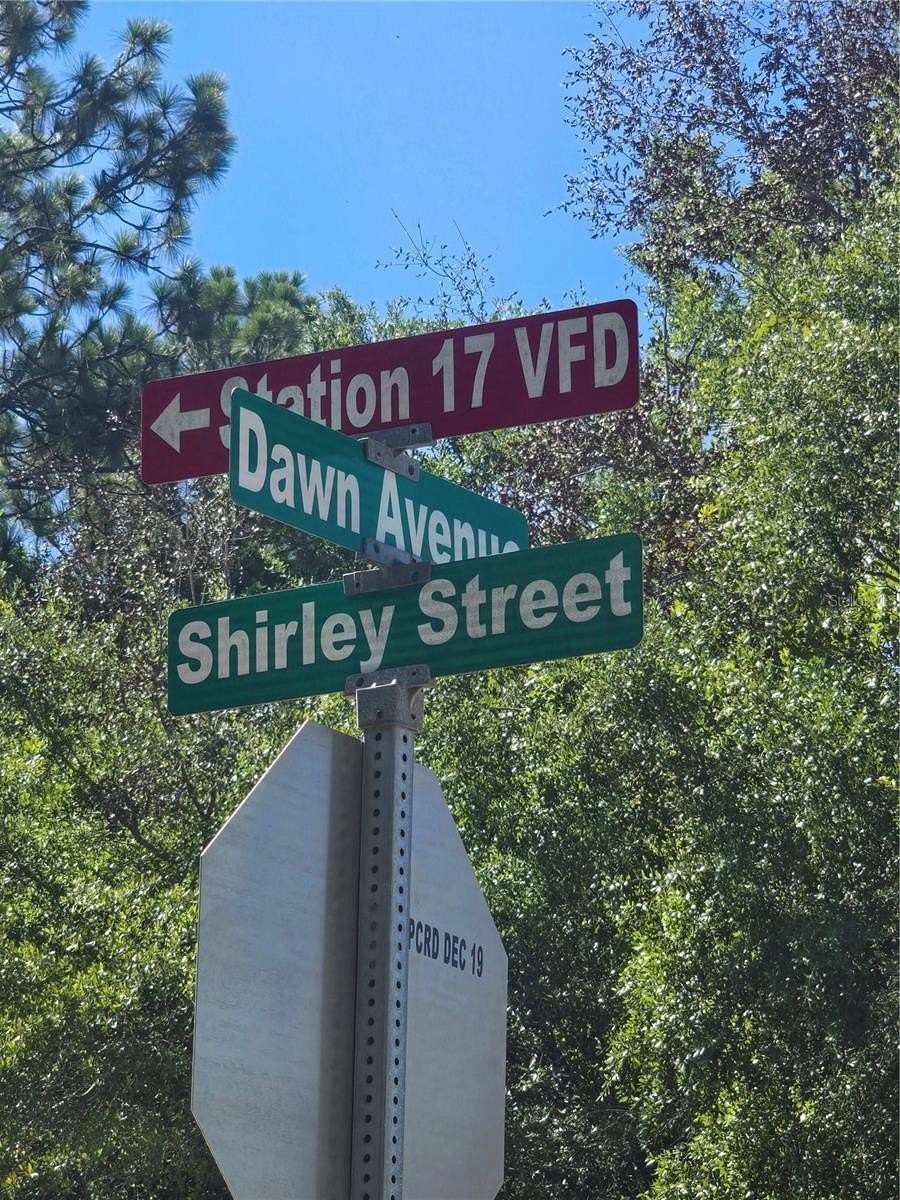 Station 17 VFD
Dawn Avenue
Shirley Street
PCRD DEC 19